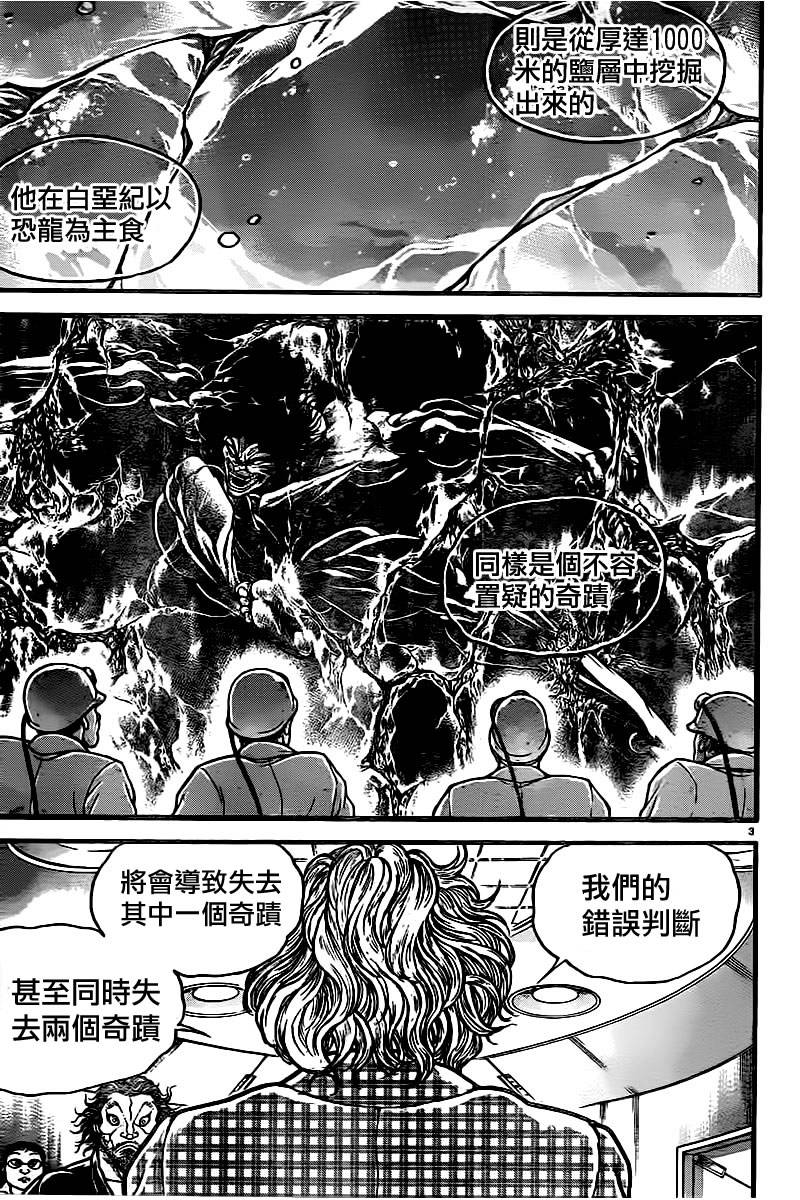 則是從厚達1000
米的鹽層中挖掘
出來的
他在白堊紀以
恐龍為主食
同樣是個不容
置疑的奇蹟
3
我們的
錯誤判斷
將會導致失去
其中一個奇蹟
甚至同時失
去兩個奇蹟